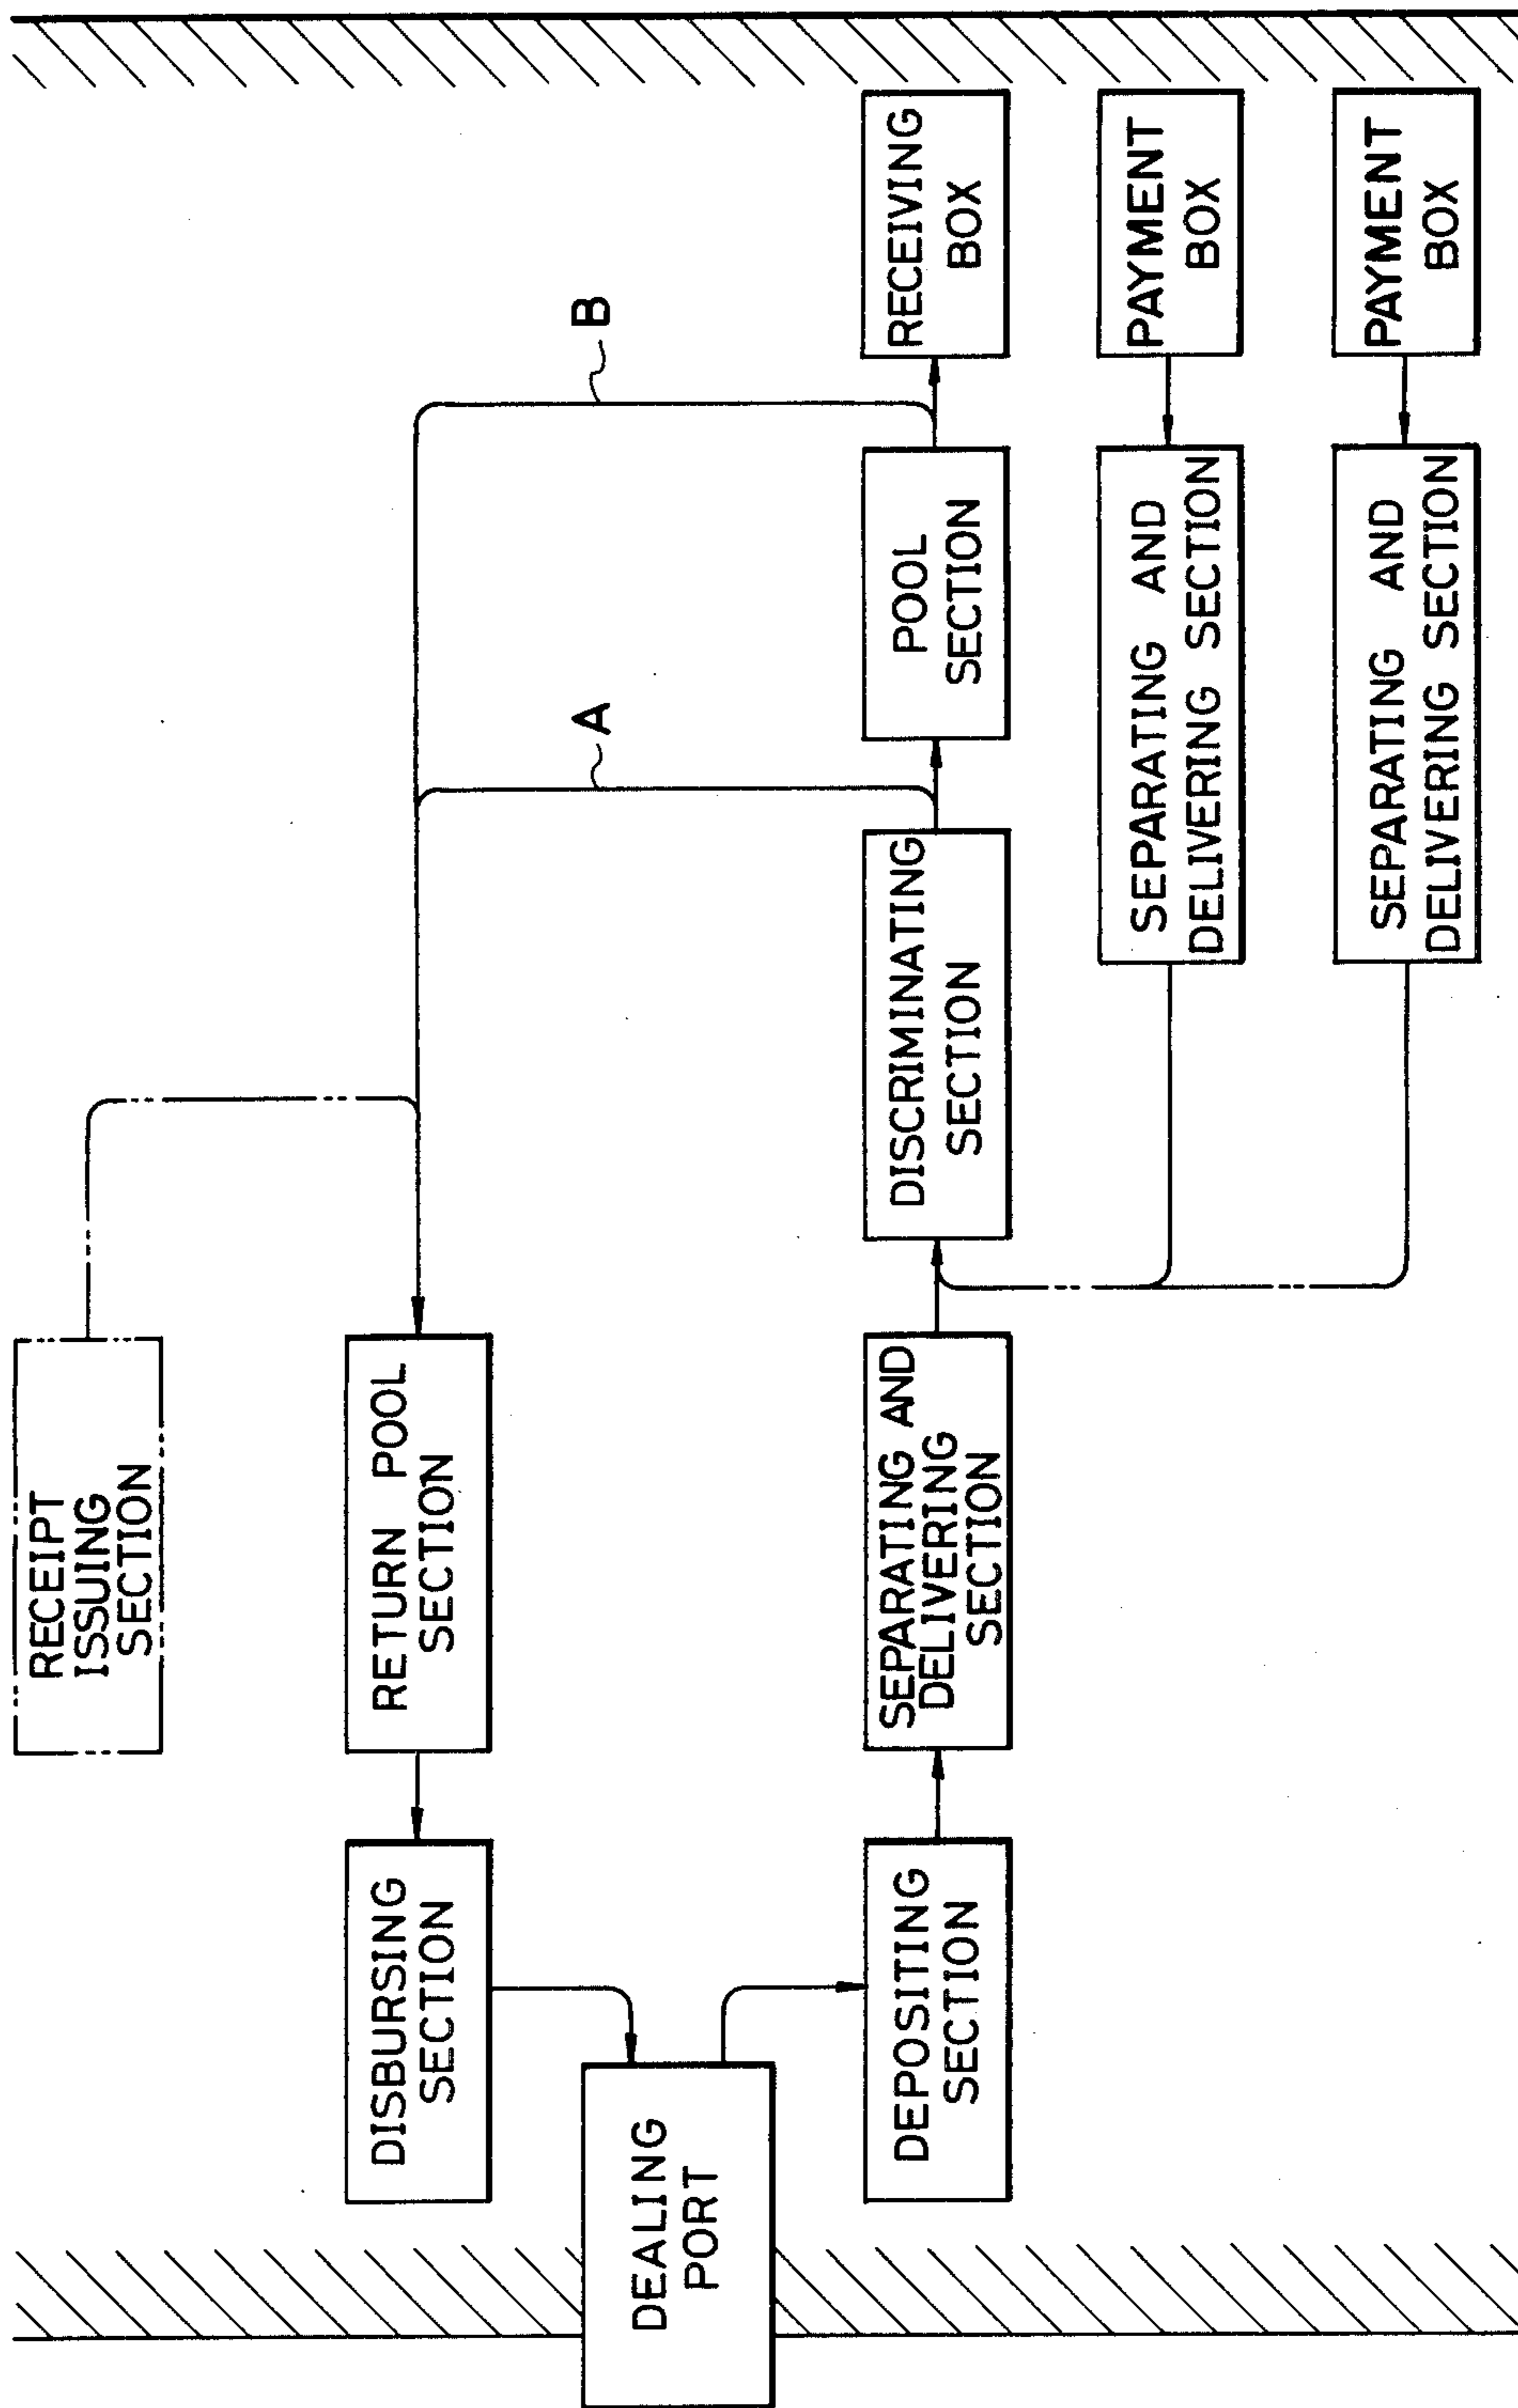 RECEIPT
ISSUING
SECTION
DISBURSING
SECTION
RETURN POOL
SECTION
A
B
DEALING
PORT
DEPOSITING
SECTION
SEPARATING AND
DELIVERING
SECTION
DISCRIMINATING
SECTION
POOL
SECTION
RECEIVING
BOX
SEPARATING AND
DELIVERING SECTION
PAYMENT
BOX
SEPARATING AND
DELIVERING SECTION
PAYMENT
BOX